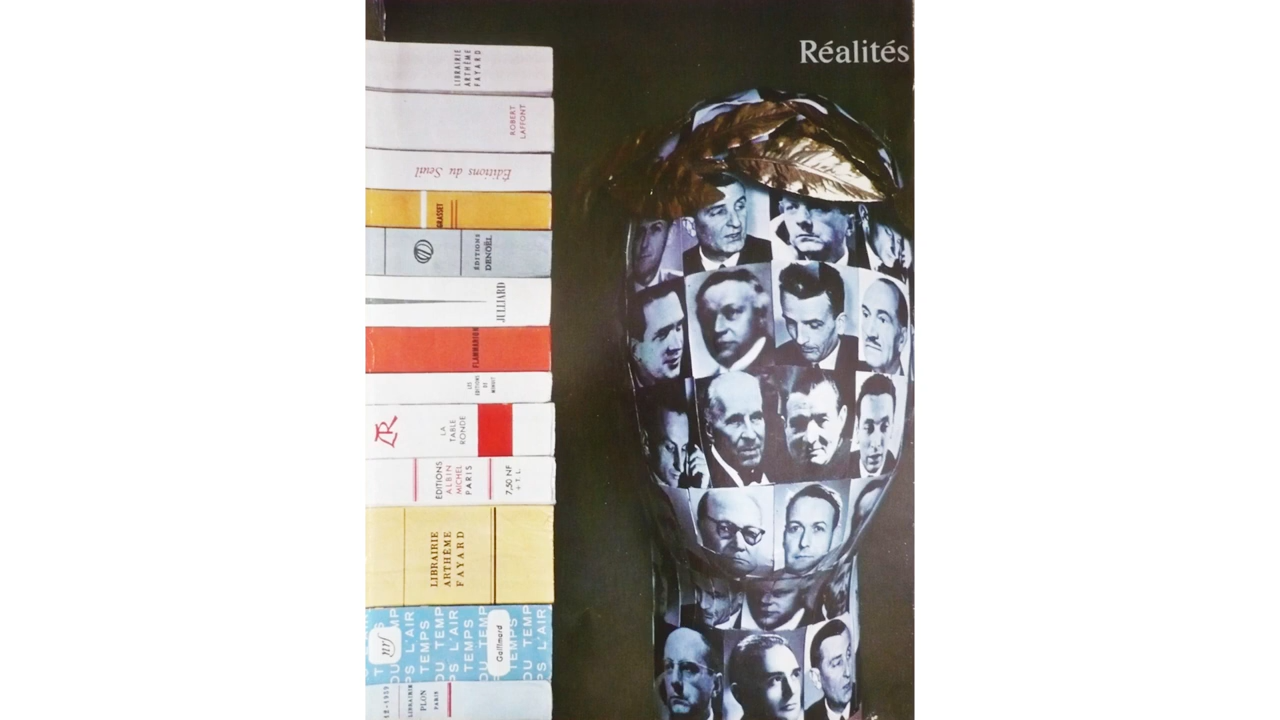 Réalités
LIBRAIRIE
ARTHÈME
FAYARD
ROBERT
LAFFONT
Éditions du Seuil
GRASSET
ÉDITIONS
DENOËL
JULLIARD
FLAMMARION
LES
ÉDITIONS
DE
MINUIT
LA
TABLE
RONDE
EDITIONS
ALBIN
MICHEL
PARIS
7,50 NF
+ T.L.
LIBRAIRIE
ARTHÈME
FAYARD
nrf
DU TEMPS
L'AIR
Gallimard
LIBRAIRIE
PLON
PARIS